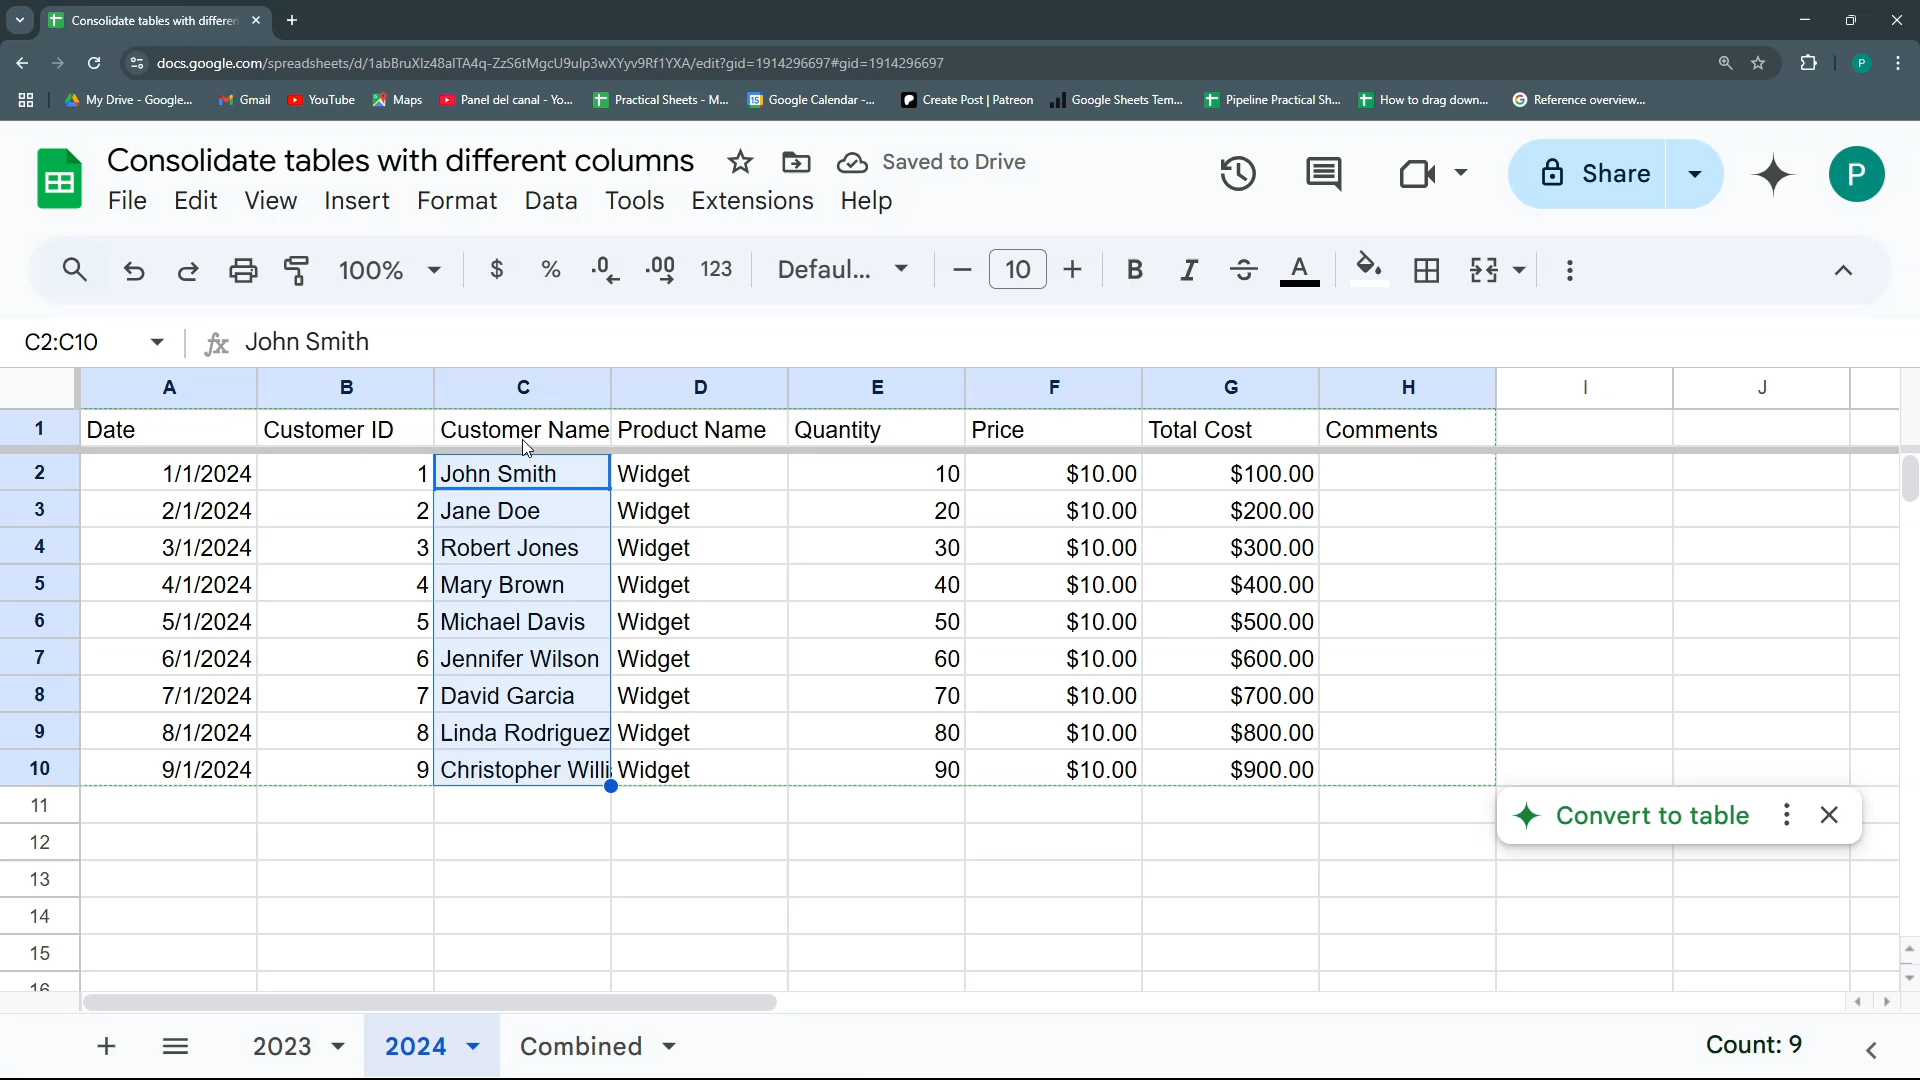 Consolidate tables with differen
docs.google.com/spreadsheets/d/1abBruXlz48alTA4q-ZzS6tMgcU9ulp3wXYyv9Rf1YXA/edit?gid=1914296697#gid=1914296697
P
My Drive - Google...
Gmail
YouTube
Maps
Panel del canal - Yo...
Practical Sheets - M...
Google Calendar -...
Create Post | Patreon
Google Sheets Tem...
Pipeline Practical Sh...
How to drag down...
Reference overview...
Consolidate tables with different columns
Saved to Drive
File Edit View Insert Format Data Tools Extensions Help
Share
P
100% $ % .0 .00 123 Defaul... − 10 + B I S A
C2:C10 fx John Smith
A B C D E F G H I J
1 Date Customer ID Customer Name Product Name Quantity Price Total Cost Comments
2 1/1/2024 1 John Smith Widget 10 $10.00 $100.00
3 2/1/2024 2 Jane Doe Widget 20 $10.00 $200.00
4 3/1/2024 3 Robert Jones Widget 30 $10.00 $300.00
5 4/1/2024 4 Mary Brown Widget 40 $10.00 $400.00
6 5/1/2024 5 Michael Davis Widget 50 $10.00 $500.00
7 6/1/2024 6 Jennifer Wilson Widget 60 $10.00 $600.00
8 7/1/2024 7 David Garcia Widget 70 $10.00 $700.00
9 8/1/2024 8 Linda Rodriguez Widget 80 $10.00 $800.00
10 9/1/2024 9 Christopher Willi Widget 90 $10.00 $900.00
11
Convert to table
12
13
14
15
16
2023 2024 Combined
Count: 9